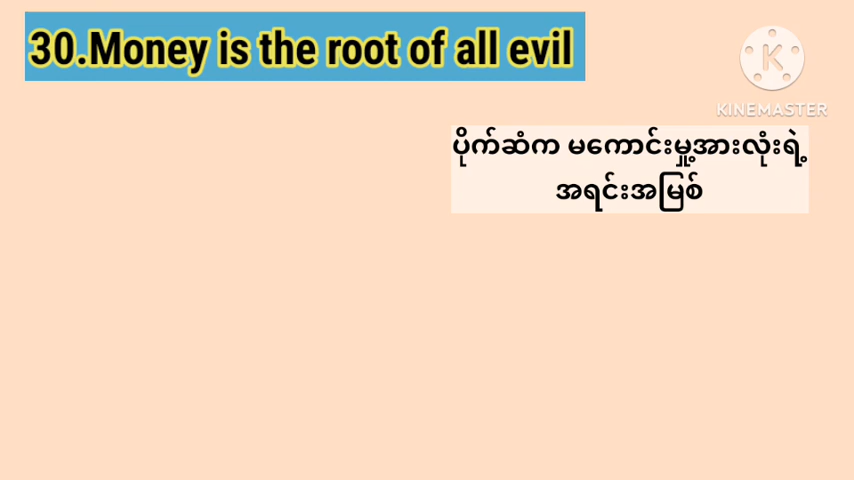 30.Money is the root of all evil
K
KINEMASTER
ပိုက်ဆံက မကောင်းမှု့အားလုံးရဲ့
အရင်းအမြစ်